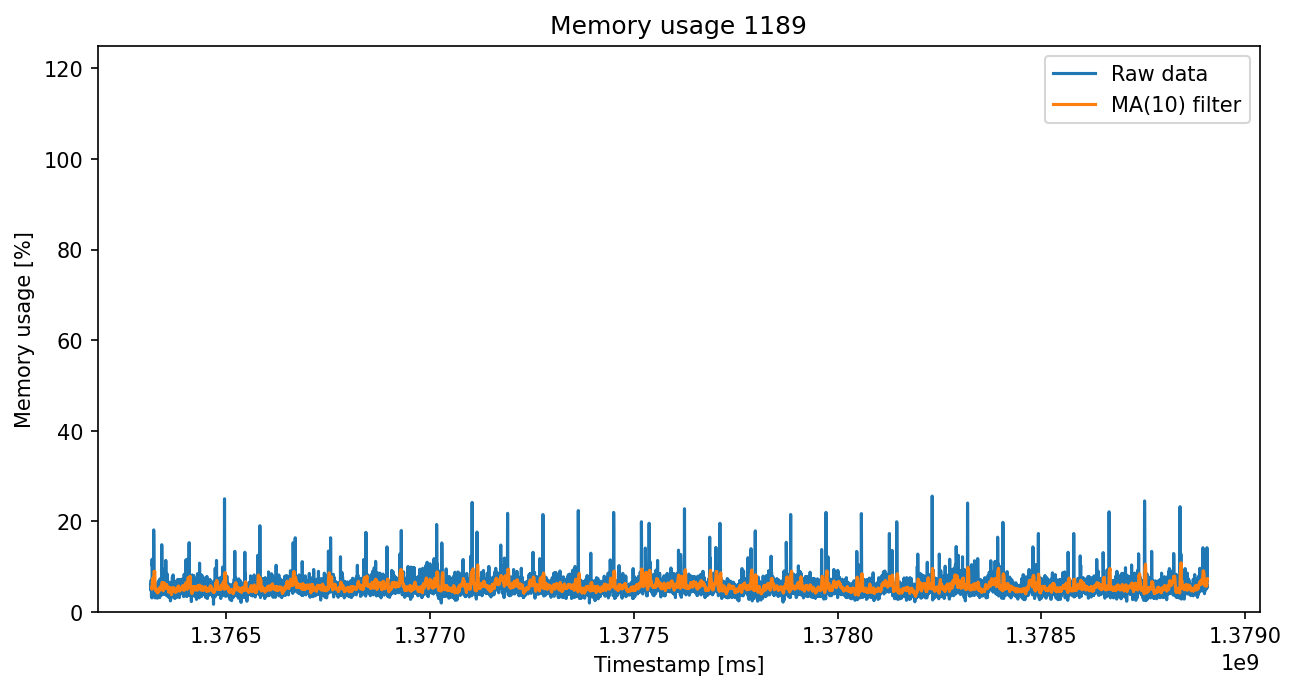 Memory usage 1189
Raw data
MA(10) filter
Memory usage [%]
120
100
80
60
40
20
0
1.3765 1.3770 1.3775 1.3780 1.3785 1.3790
1e9
Timestamp [ms]